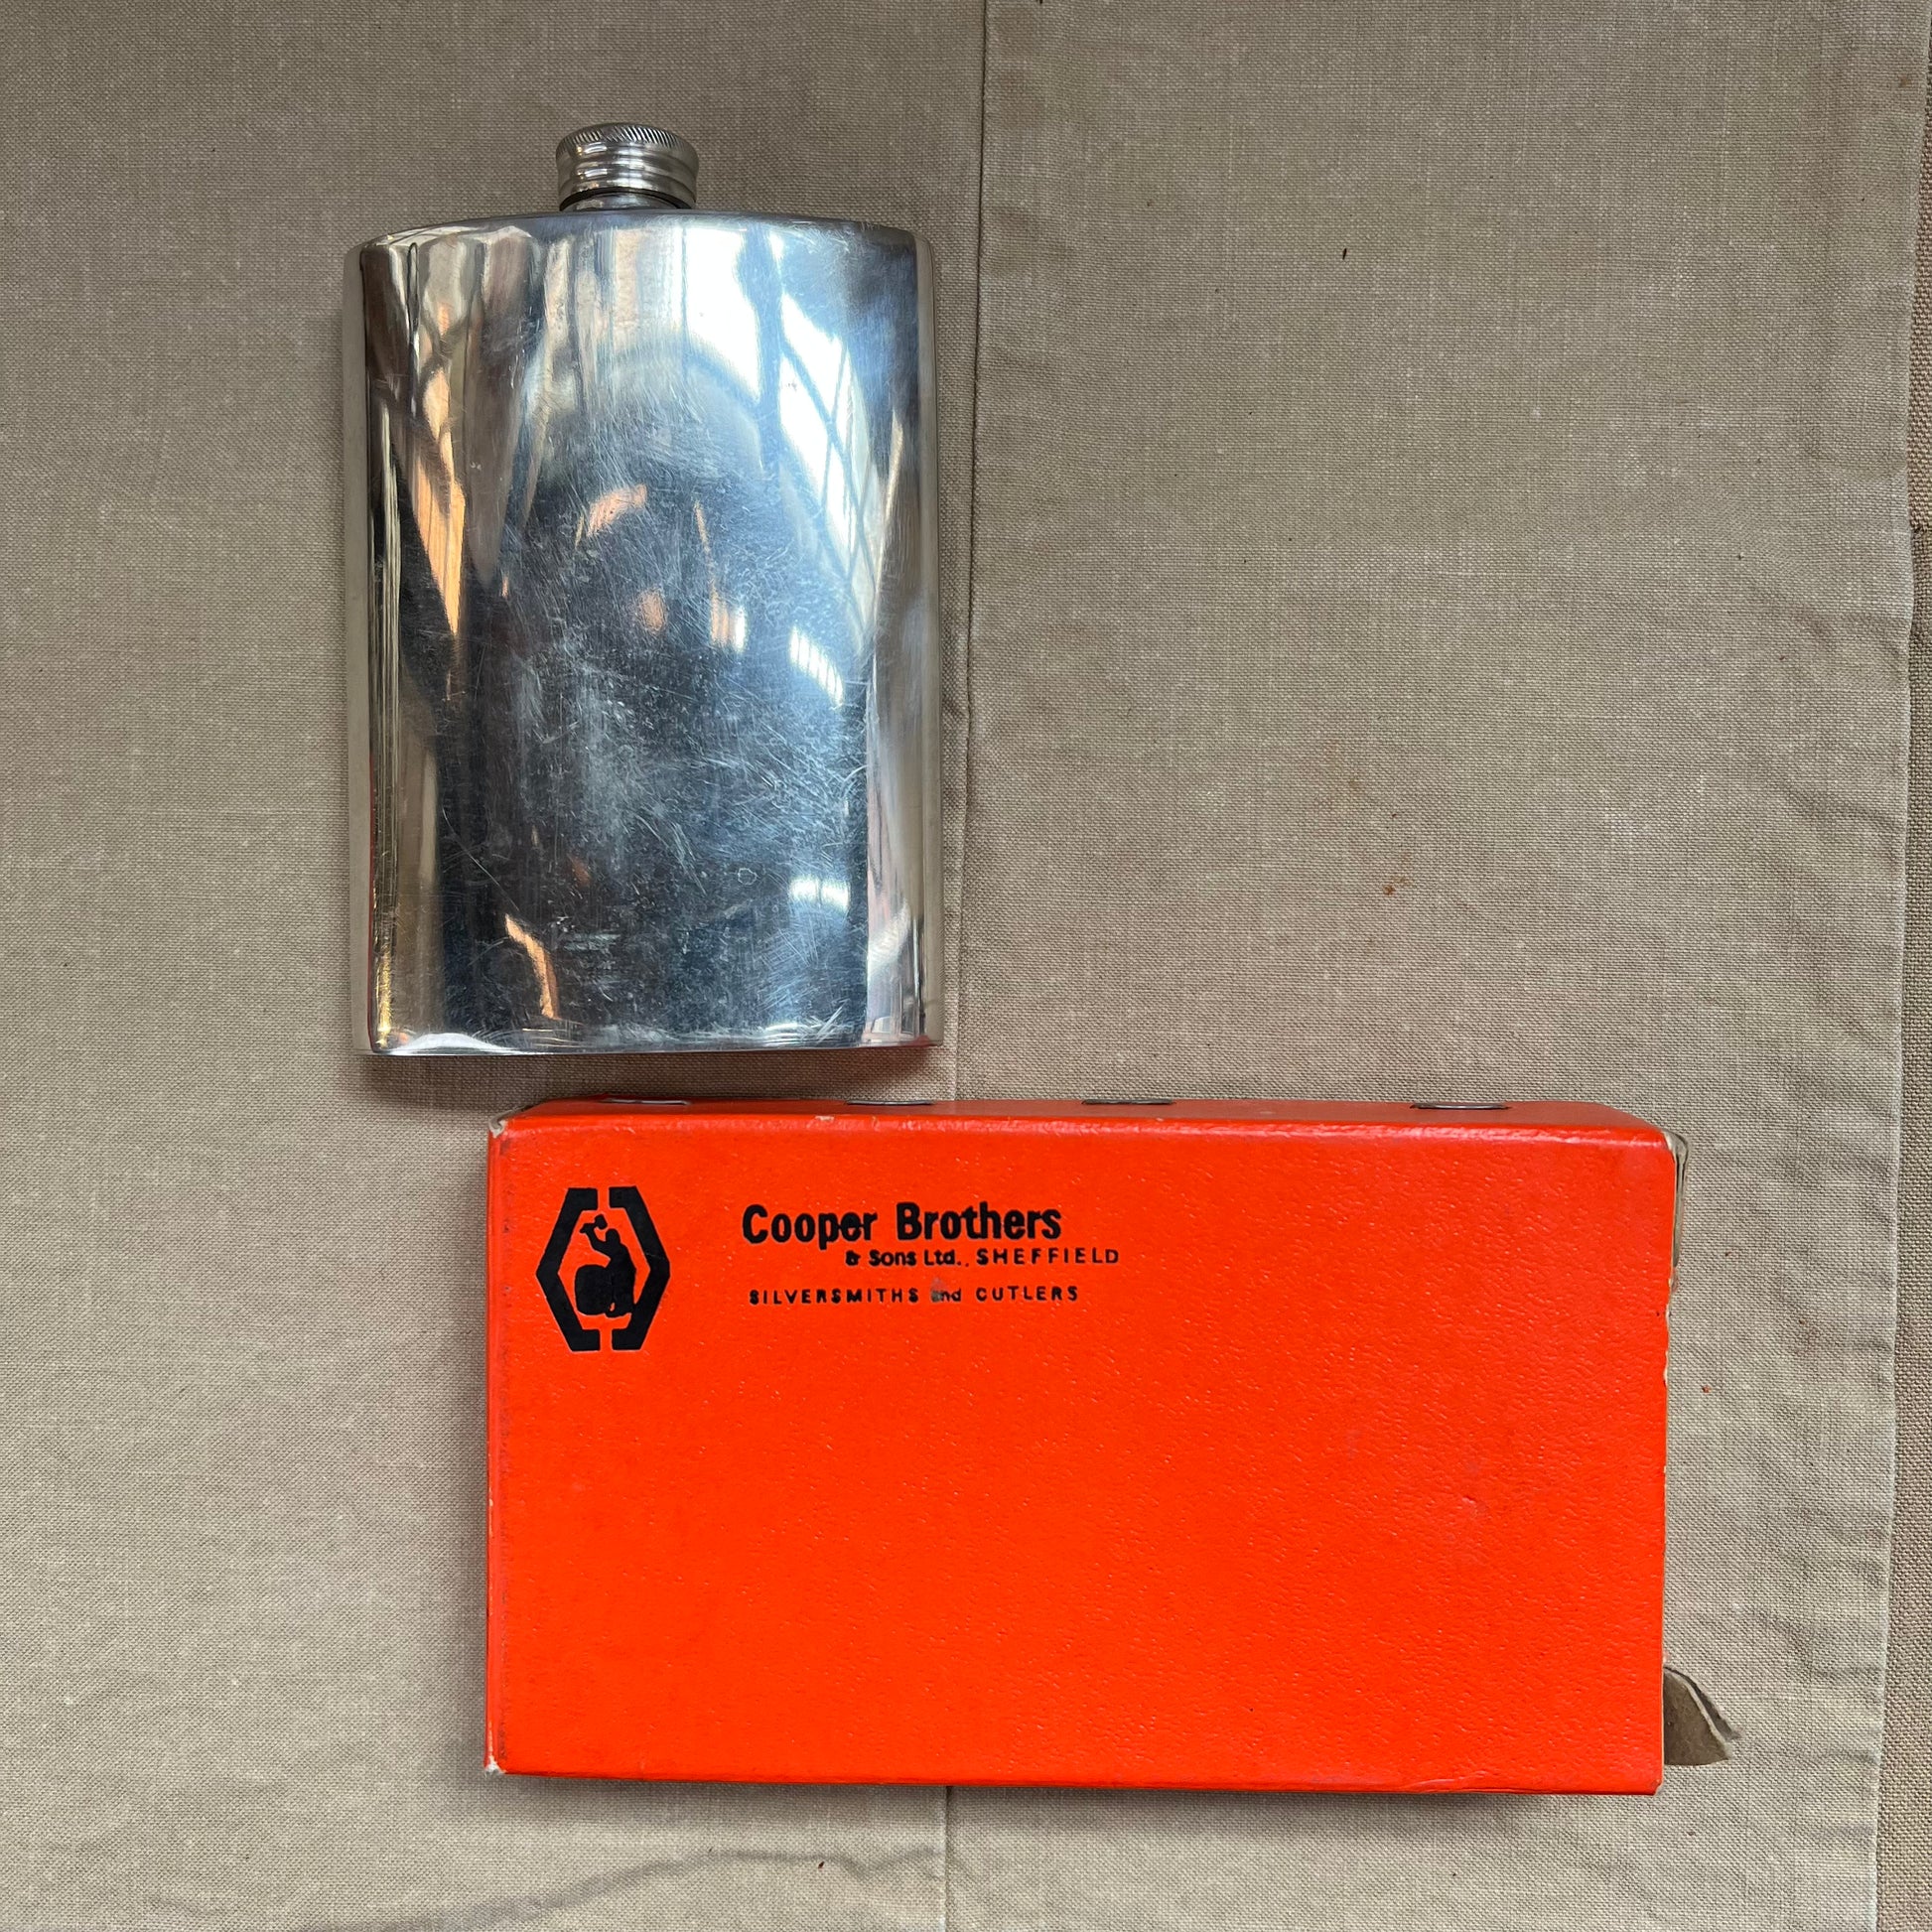 Cooper Brothers
& Sons Ltd., SHEFFIELD
SILVERSMITHS and CUTLERS